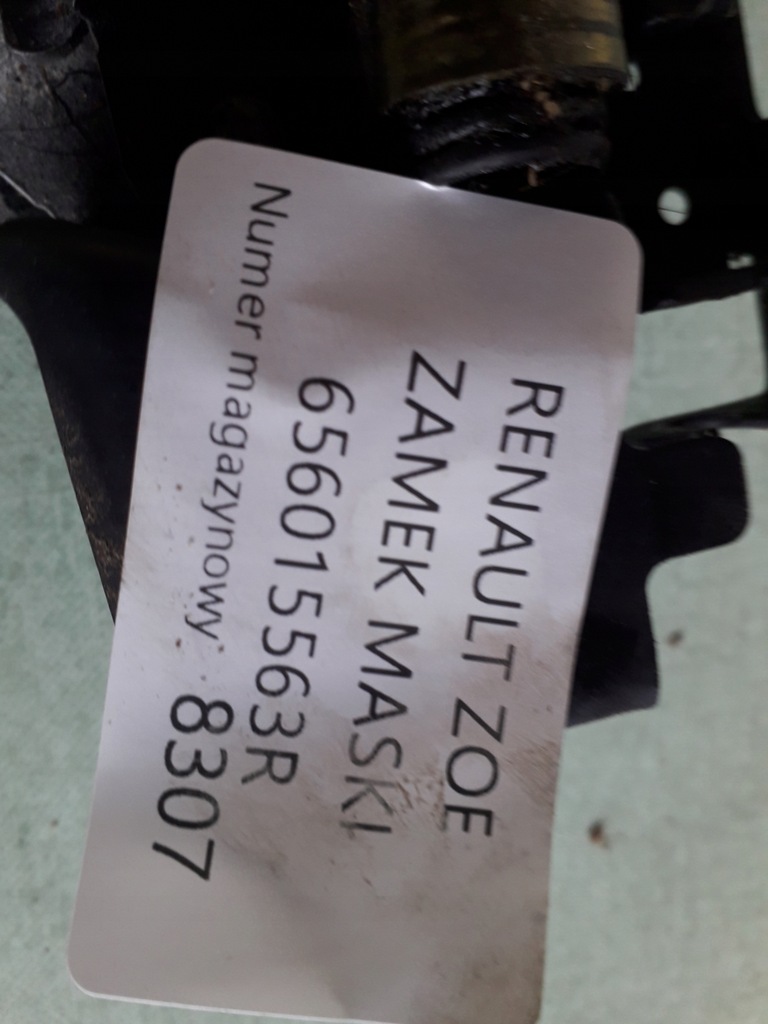 RENAULT ZOE
ZAMEK MASKI
656015563R
Numer magazynowy : 8307